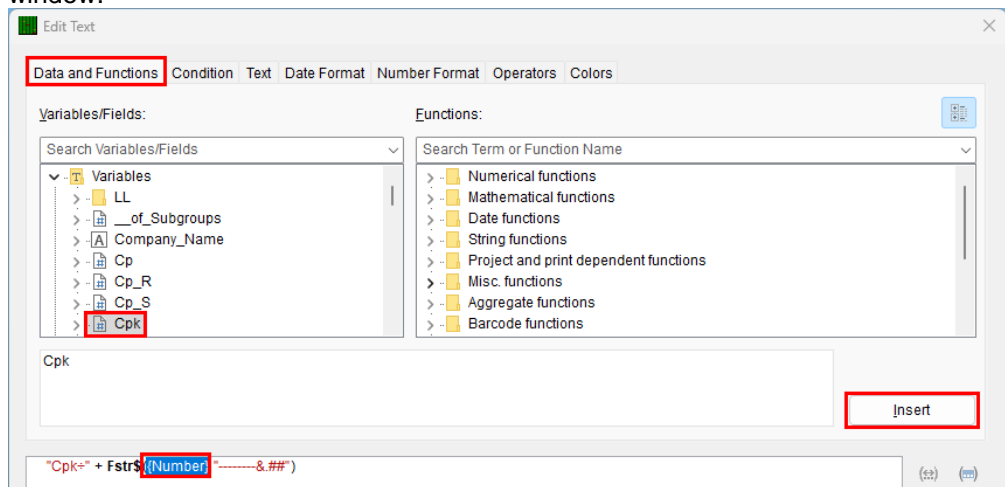 window.
Edit Text
Data and Functions Condition Text Date Format Number Format Operators Colors
Variables/Fields: Functions:
Search Variables/Fields Search Term or Function Name
Variables Numerical functions
LL Mathematical functions
__of_Subgroups Date functions
Company_Name String functions
Cp Project and print dependent functions
Cp_R Misc. functions
Cp_S Aggregate functions
Cpk Barcode functions
Cpk
Insert
"Cpk÷" + Fstr$({Number} "--------&.##")